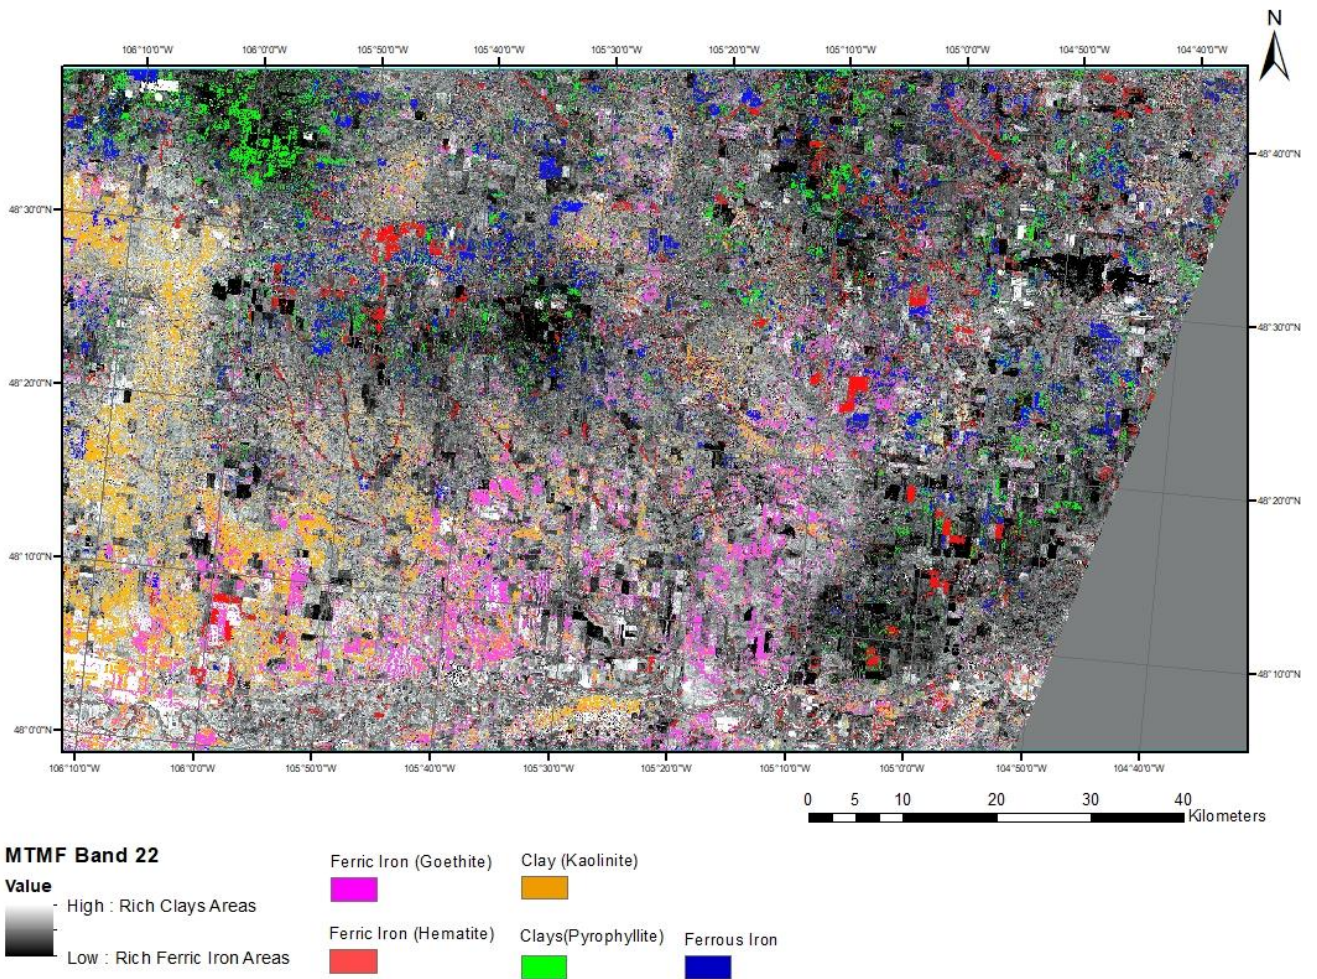 N
106°10'0"W 106°0'0"W 105°50'0"W 105°40'0"W 105°30'0"W 105°20'0"W 105°10'0"W 105°0'0"W 104°50'0"W 104°40'0"W
48°40'0"N
48°30'0"N
48°30'0"N
48°20'0"N
48°20'0"N
48°10'0"N
48°10'0"N
48°0'0"N
106°10'0"W 106°0'0"W 105°50'0"W 105°40'0"W 105°30'0"W 105°20'0"W 105°10'0"W 105°0'0"W 104°50'0"W 104°40'0"W
0 5 10 20 30 40
Kilometers
MTMF Band 22
Value
High : Rich Clays Areas
Low : Rich Ferric Iron Areas
Ferric Iron (Goethite)
Clay (Kaolinite)
Ferric Iron (Hematite)
Clays(Pyrophyllite)
Ferrous Iron